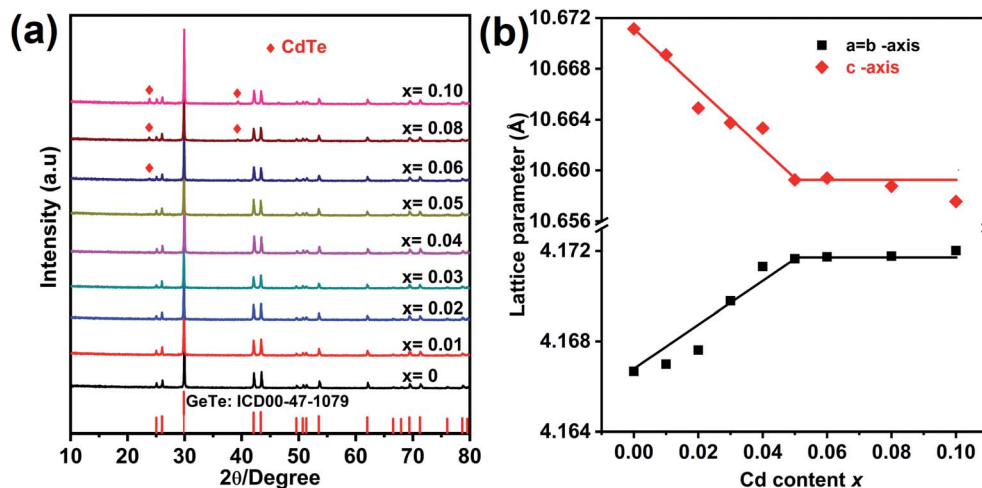 (a)
CdTe
x= 0.10
x= 0.08
x= 0.06
x= 0.05
x= 0.04
x= 0.03
x= 0.02
x= 0.01
x= 0
GeTe: ICD00-47-1079
Intensity (a.u)
10 20 30 40 50 60 70 80
2θ/Degree
(b)
a=b -axis
c -axis
Lattice parameter (Å)
10.672
10.668
10.664
10.660
10.656
4.172
4.168
4.164
0.00 0.02 0.04 0.06 0.08 0.10
Cd content x